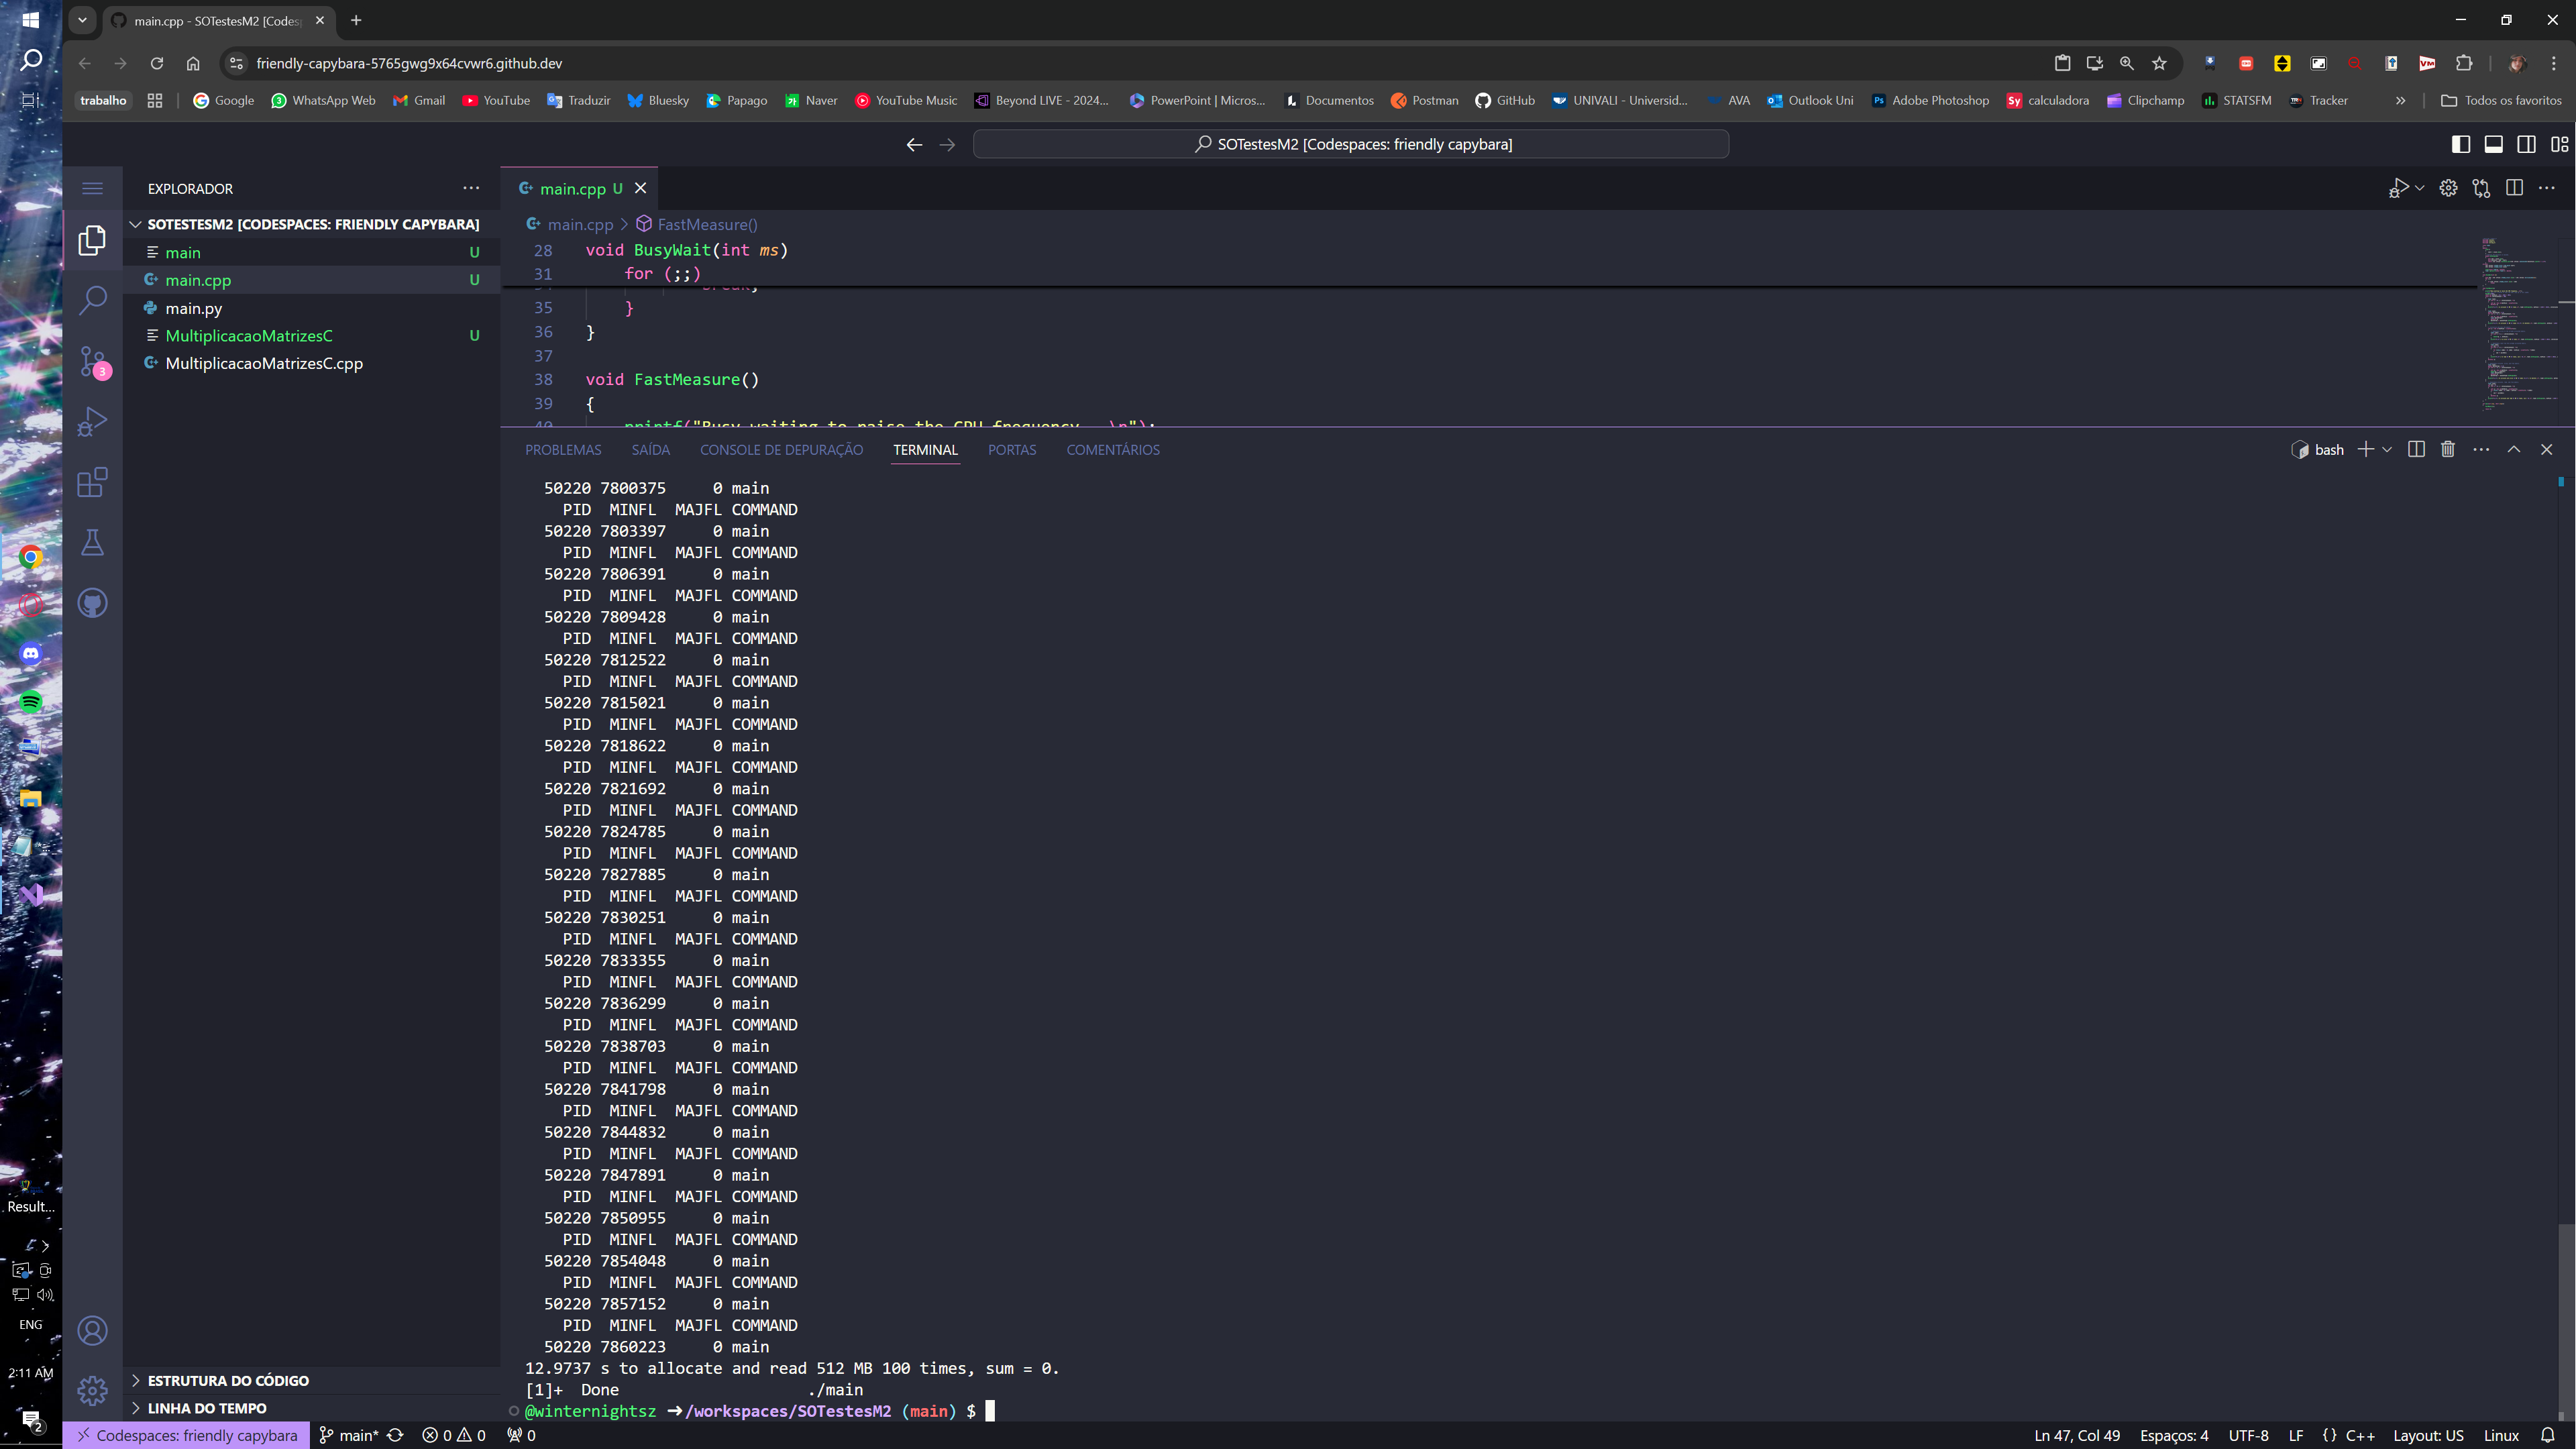 main.cpp - SOTestesM2 [Codes
friendly-capybara-5765gwg9x64cvwr6.github.dev
trabalho
Google
WhatsApp Web
Gmail
YouTube
Traduzir
Bluesky
Papago
Naver
YouTube Music
Beyond LIVE - 2024...
PowerPoint | Micros...
Documentos
Postman
GitHub
UNIVALI - Universid...
AVA
Outlook Uni
Adobe Photoshop
calculadora
Clipchamp
STATSFM
Tracker
Todos os favoritos
SOTestesM2 [Codespaces: friendly capybara]
EXPLORADOR
SOTESTESM2 [CODESPACES: FRIENDLY CAPYBARA]
main U
main.cpp U
main.py
MultiplicacaoMatrizesC U
MultiplicacaoMatrizesC.cpp
3
ESTRUTURA DO CÓDIGO
LINHA DO TEMPO
main.cpp U
main.cpp > FastMeasure()
28 void BusyWait(int ms)
31 for (;;)
35 }
36 }
37
38 void FastMeasure()
39 {
40 printf("Busy waiting to raise the CPU frequency...\n");
PROBLEMAS
SAÍDA
CONSOLE DE DEPURAÇÃO
TERMINAL
PORTAS
COMENTÁRIOS
bash
50220 7800375 0 main
PID MINFL MAJFL COMMAND
50220 7803397 0 main
PID MINFL MAJFL COMMAND
50220 7806391 0 main
PID MINFL MAJFL COMMAND
50220 7809428 0 main
PID MINFL MAJFL COMMAND
50220 7812522 0 main
PID MINFL MAJFL COMMAND
50220 7815021 0 main
PID MINFL MAJFL COMMAND
50220 7818622 0 main
PID MINFL MAJFL COMMAND
50220 7821692 0 main
PID MINFL MAJFL COMMAND
50220 7824785 0 main
PID MINFL MAJFL COMMAND
50220 7827885 0 main
PID MINFL MAJFL COMMAND
50220 7830251 0 main
PID MINFL MAJFL COMMAND
50220 7833355 0 main
PID MINFL MAJFL COMMAND
50220 7836299 0 main
PID MINFL MAJFL COMMAND
50220 7838703 0 main
PID MINFL MAJFL COMMAND
50220 7841798 0 main
PID MINFL MAJFL COMMAND
50220 7844832 0 main
PID MINFL MAJFL COMMAND
50220 7847891 0 main
PID MINFL MAJFL COMMAND
50220 7850955 0 main
PID MINFL MAJFL COMMAND
50220 7854048 0 main
PID MINFL MAJFL COMMAND
50220 7857152 0 main
PID MINFL MAJFL COMMAND
50220 7860223 0 main
12.9737 s to allocate and read 512 MB 100 times, sum = 0.
[1]+ Done ./main
@winternightsz ➜/workspaces/SOTestesM2 (main) $
Result...
ENG
2:11 AM
2
Codespaces: friendly capybara
main*
0 0
0
Ln 47, Col 49
Espaços: 4
UTF-8
LF
{} C++
Layout: US
Linux